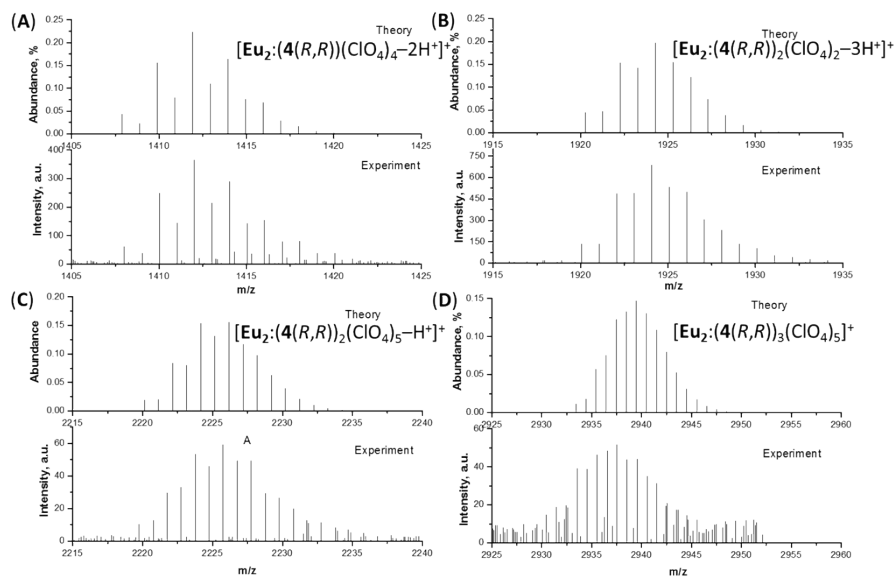 (A)
Theory
[Eu₂:(4(R,R))(ClO₄)₄–2H⁺]⁺
Abundance, %
0.25
0.20
0.15
0.10
0.05
0.00
1405 1410 1415 1420 1425
Experiment
Intensity, a.u.
400
300
200
100
0
1405 1410 1415 1420 1425
m/z
(B)
Theory
[Eu₂:(4(R,R))₂(ClO₄)₂–3H⁺]⁺
Abundance, %
0.25
0.20
0.15
0.10
0.05
0.00
1915 1920 1925 1930 1935
Experiment
Intensity, a.u.
750
600
450
300
150
0
1915 1920 1925 1930 1935
m/z
(C)
Theory
[Eu₂:(4(R,R))₂(ClO₄)₅–H⁺]⁺
Abundance
0.20
0.15
0.10
0.05
0.00
2215 2220 2225 2230 2235 2240
A
Experiment
Intensity, a.u.
60
40
20
0
2215 2220 2225 2230 2235 2240
m/z
(D)
Theory
[Eu₂:(4(R,R))₃(ClO₄)₅]⁺
Abundance, %
0.15
0.10
0.05
0.00
2925 2930 2935 2940 2945 2950 2955 2960
Experiment
Intensity, a.u.
60
40
20
0
2925 2930 2935 2940 2945 2950 2955 2960
m/z